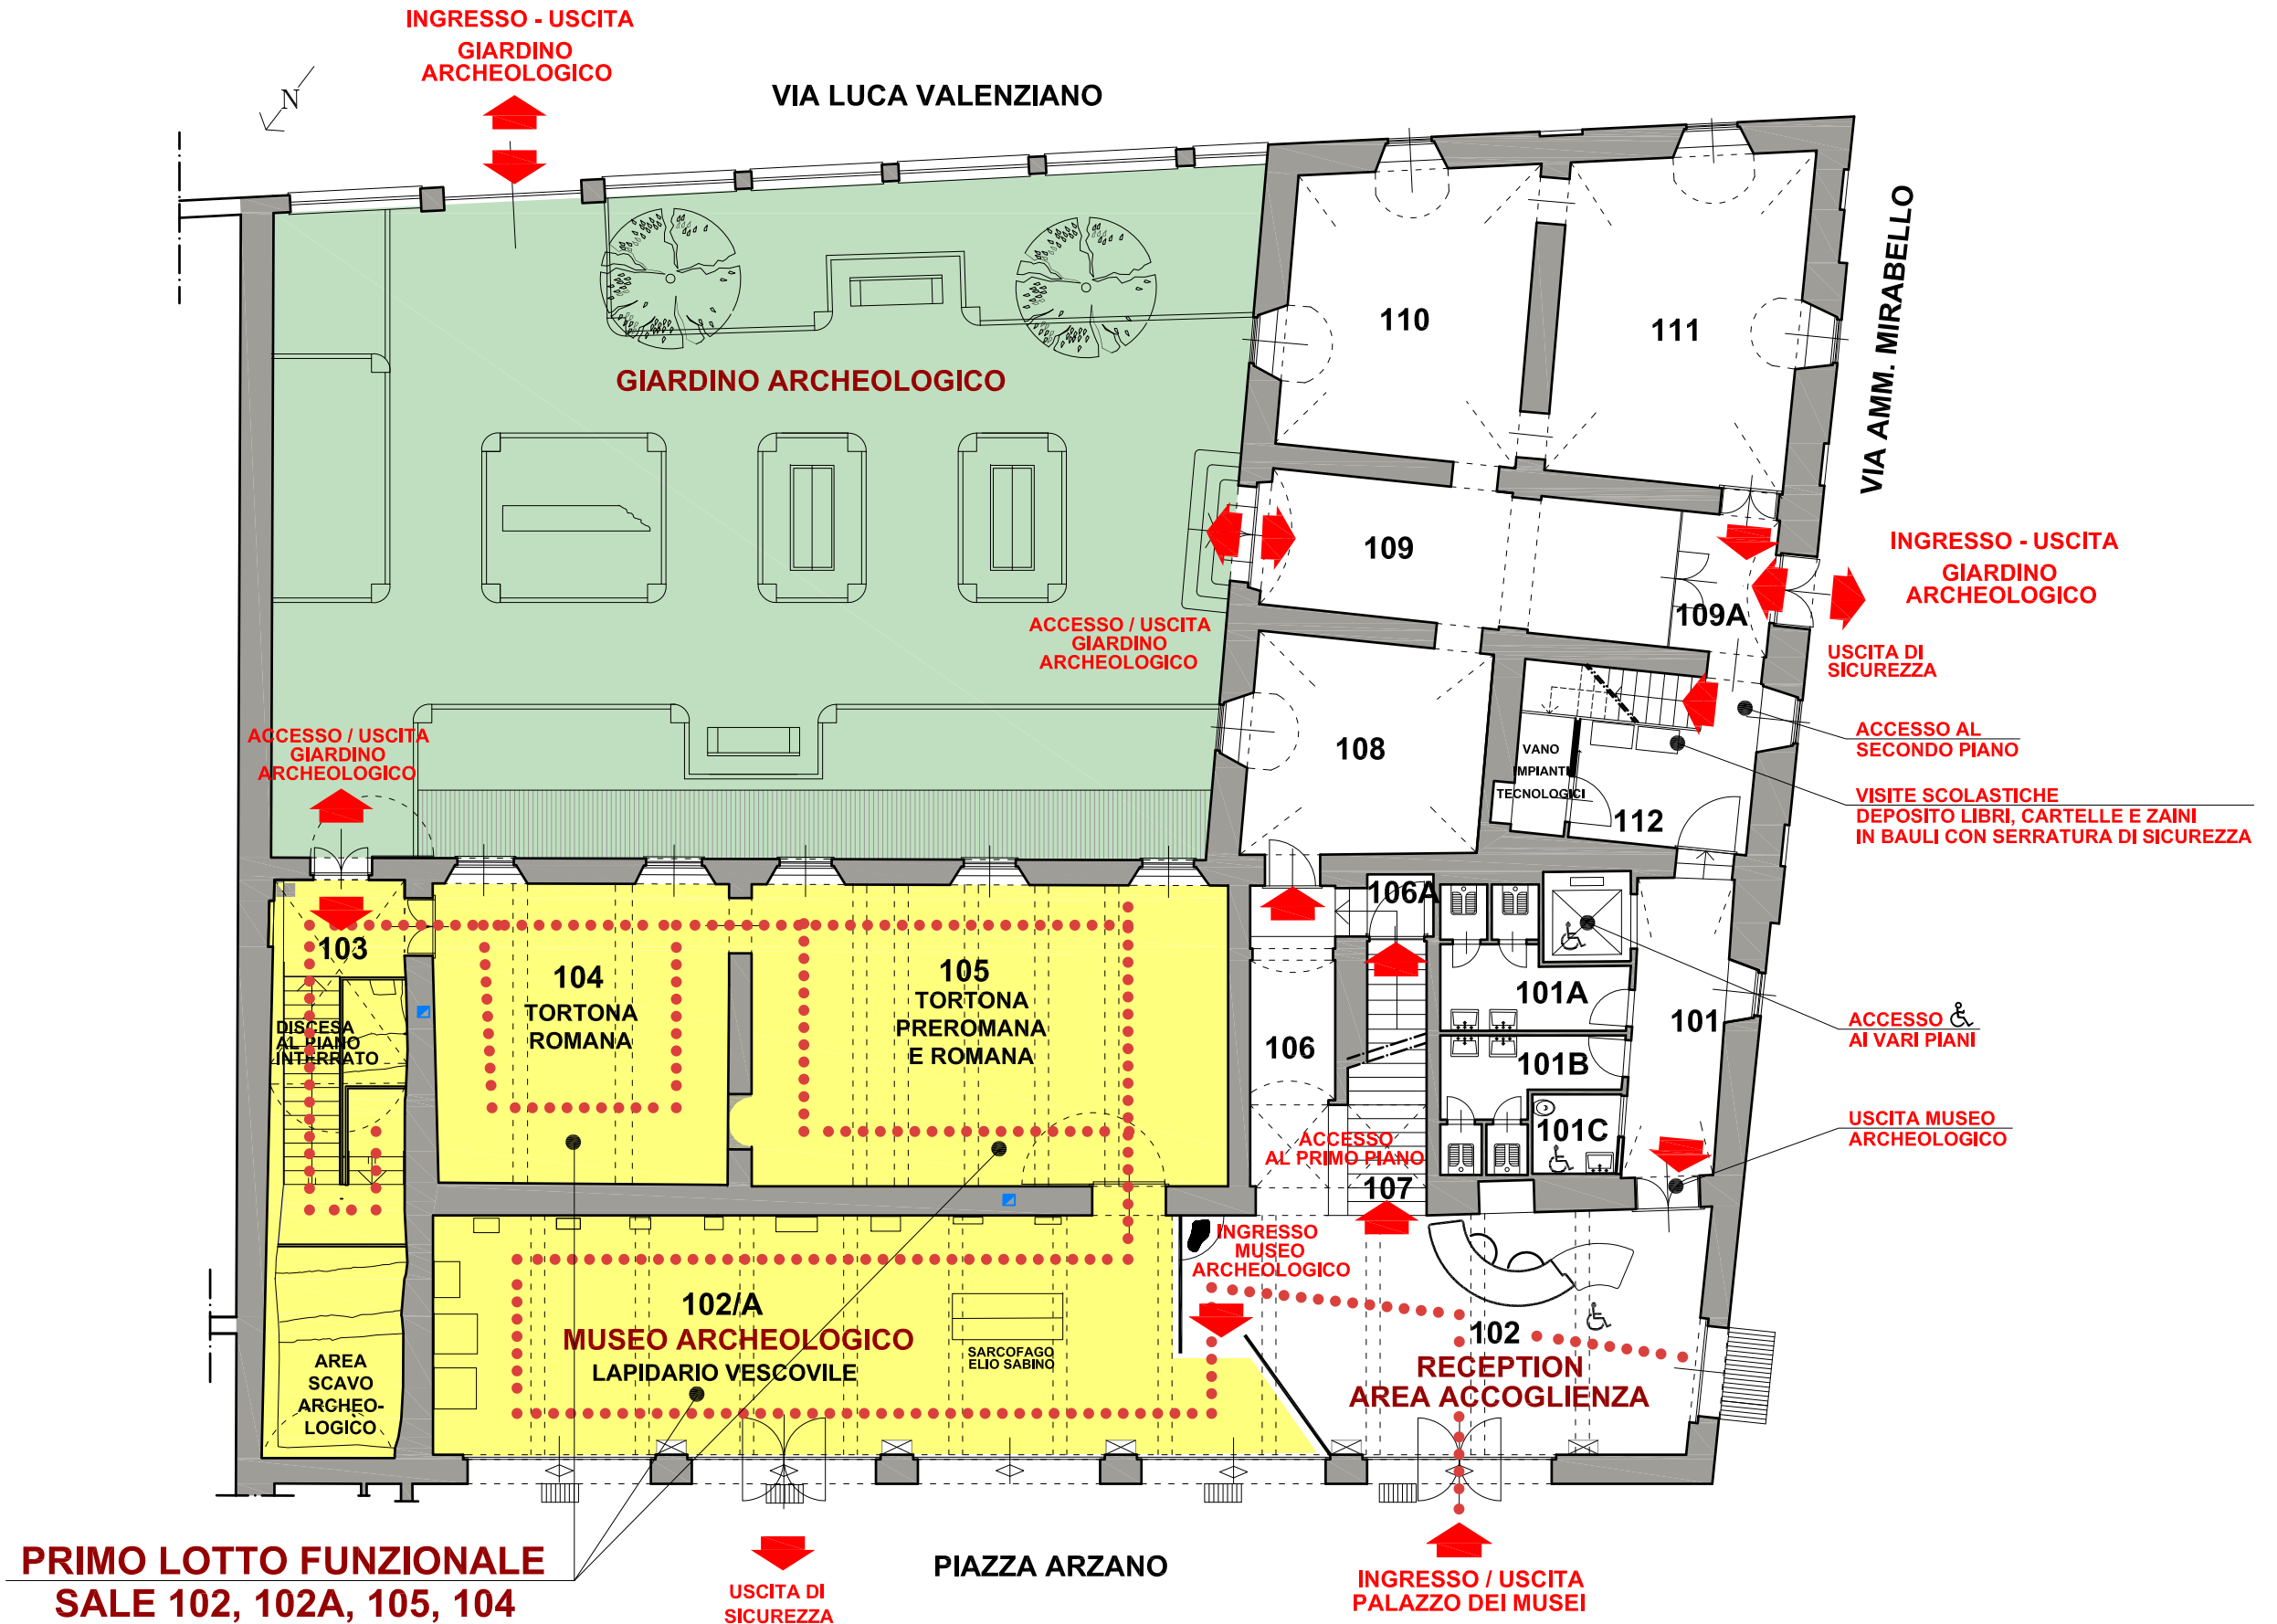 INGRESSO - USCITA
GIARDINO
ARCHEOLOGICO
N
VIA LUCA VALENZIANO
VIA AMM. MIRABELLO
110
111
GIARDINO ARCHEOLOGICO
109
109A
INGRESSO - USCITA
GIARDINO
ARCHEOLOGICO
ACCESSO / USCITA
GIARDINO
ARCHEOLOGICO
USCITA DI
SICUREZZA
ACCESSO / USCITA
GIARDINO
ARCHEOLOGICO
108
VANO
IMPIANTI
TECNOLOGICI
112
ACCESSO AL
SECONDO PIANO
VISITE SCOLASTICHE
DEPOSITO LIBRI, CARTELLE E ZAINI
IN BAULI CON SERRATURA DI SICUREZZA
103
DISCESA
AL PIANO
INTERRATO
104
TORTONA
ROMANA
105
TORTONA
PREROMANA
E ROMANA
106A
106
101A
101B
101C
101
ACCESSO
AI VARI PIANI
USCITA MUSEO
ARCHEOLOGICO
ACCESSO
AL PRIMO PIANO
107
INGRESSO
MUSEO
ARCHEOLOGICO
102/A
MUSEO ARCHEOLOGICO
LAPIDARIO VESCOVILE
SARCOFAGO
ELIO SABINO
102
RECEPTION
AREA ACCOGLIENZA
AREA
SCAVO
ARCHEO-
LOGICO
PRIMO LOTTO FUNZIONALE
SALE 102, 102A, 105, 104
USCITA DI
SICUREZZA
PIAZZA ARZANO
INGRESSO / USCITA
PALAZZO DEI MUSEI